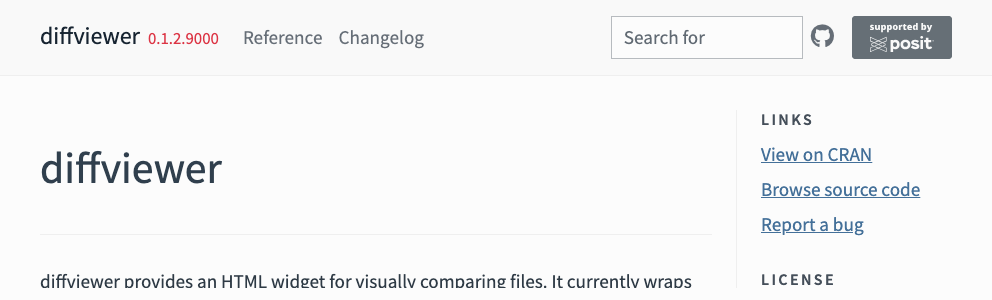 diffviewer 0.1.2.9000 Reference Changelog Search for supported by posit
diffviewer
diffviewer provides an HTML widget for visually comparing files. It currently wraps
LINKS
View on CRAN
Browse source code
Report a bug
LICENSE